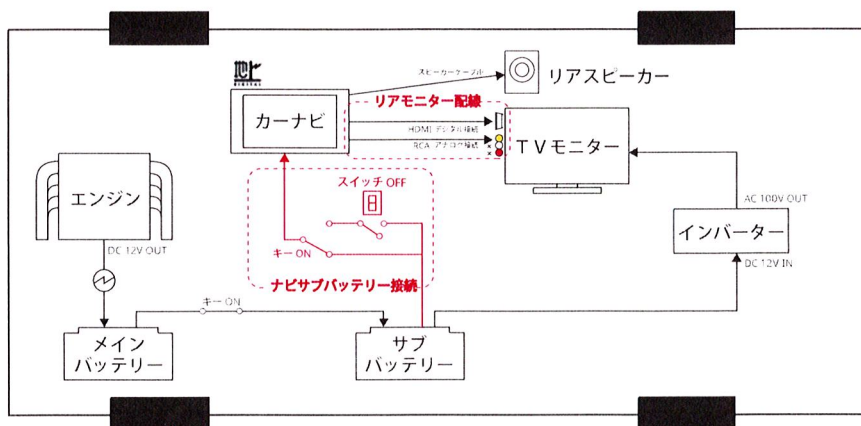 地上
DIGITAL
スピーカーケーブル
リアスピーカー
リアモニター配線
カーナビ
HDMI デジタル接続
RCA アナログ接続
TVモニター
エンジン
スイッチ OFF
AC 100V OUT
インバーター
DC 12V OUT
キー ON
DC 12V IN
ナビサブバッテリー接続
キー ON
メイン
バッテリー
サブ
バッテリー